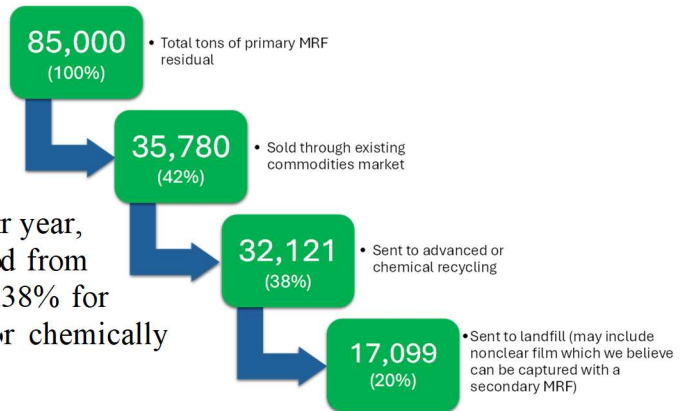 85,000
(100%)
• Total tons of primary MRF
residual
35,780
(42%)
• Sold through existing
commodities market
year,
from
38% for
chemically
32,121
(38%)
• Sent to advanced or
chemical recycling
17,099
(20%)
• Sent to landfill (may include
nonclear film which we believe
can be captured with a
secondary MRF)